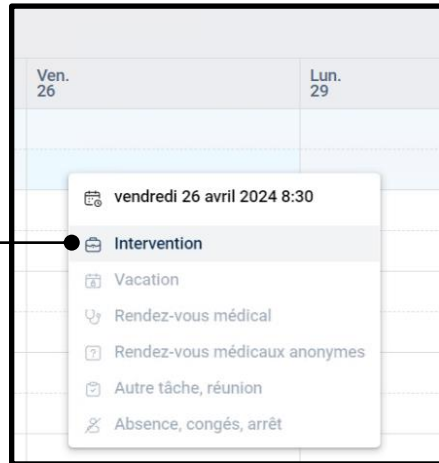 Ven.
26
Lun.
29
vendredi 26 avril 2024 8:30
Intervention
Vacation
Rendez-vous médical
Rendez-vous médicaux anonymes
Autre tâche, réunion
Absence, congés, arrêt